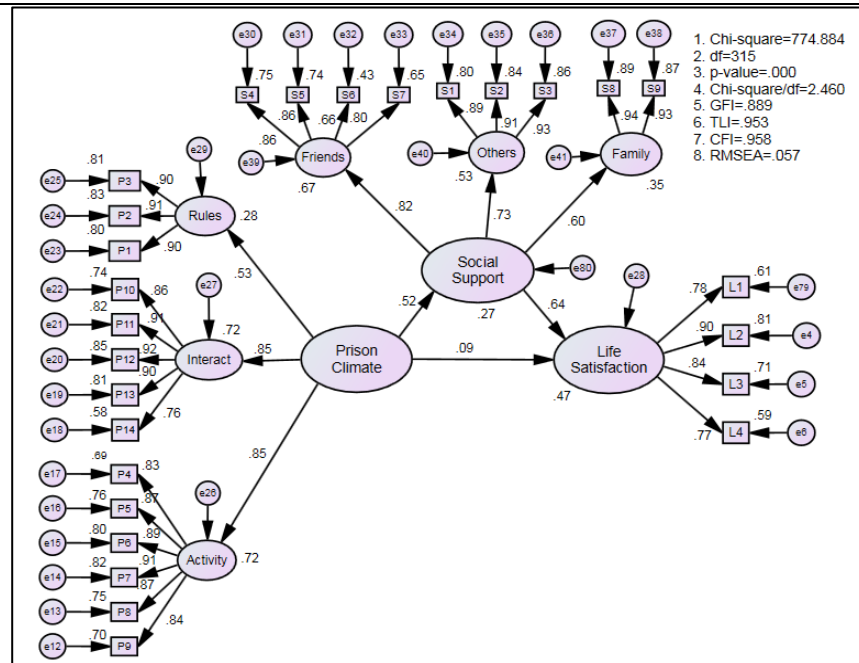 e30 e31 e32 e33 e34 e35 e36 e37 e38
.75 .74 .43 .65 .80 .84 .86 .89 .87
S4 S5 S6 S7 S1 S2 S3 S8 S9
.86 .86 .66 .80 .89 .91 .93 .94 .93
e39 Friends .67
e40 Others .53
e41 Family .35
1. Chi-square=774.884
2. df=315
3. p-value=.000
4. Chi-square/df=2.460
5. GFI=.889
6. TLI=.953
7. CFI=.958
8. RMSEA=.057
.81
e25 P3 .90 e29
.83
e24 P2 .91 Rules .28
.80
e23 P1 .90
.82 .73 .60
.53
Social
Support
e80
.27
.52 .64
.74
e22 P10 .86 e27
.82
e21 P11 .91 .72
.85
e20 P12 .92 Interact .85
.81
e19 P13 .90
.58
e18 P14 .76
Prison
Climate
.09
e28
Life
Satisfaction
.47
.78 L1 .61 e79
.90 L2 .81 e4
.84 L3 .71 e5
.77 L4 .59 e6
.85
.69
e17 P4 .83
.76
e16 P5 .87 e26
.80
e15 P6 .89
.82
e14 P7 .91 Activity .72
.75
e13 P8 .87
.70
e12 P9 .84